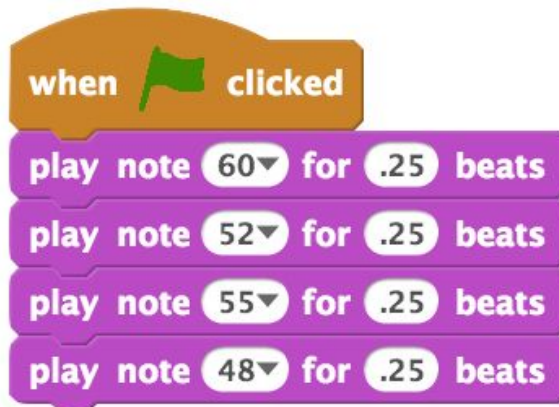 when clicked
play note 60 for .25 beats
play note 52 for .25 beats
play note 55 for .25 beats
play note 48 for .25 beats